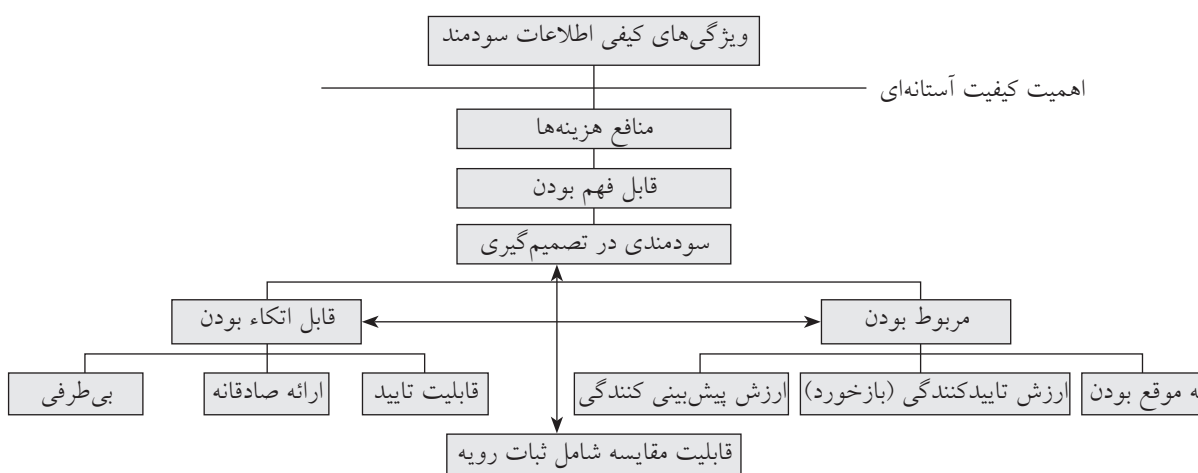 ویژگی‌های کیفی اطلاعات سودمند
اهمیت کیفیت آستانه‌ای
منافع هزینه‌ها
قابل فهم بودن
سودمندی در تصمیم‌گیری
مربوط بودن
قابل اتکاء بودن
ه موقع بودن
ارزش تاییدکنندگی (بازخورد)
ارزش پیش‌بینی کنندگی
قابلیت تایید
ارائه صادقانه
بی‌طرفی
قابلیت مقایسه شامل ثبات رویه